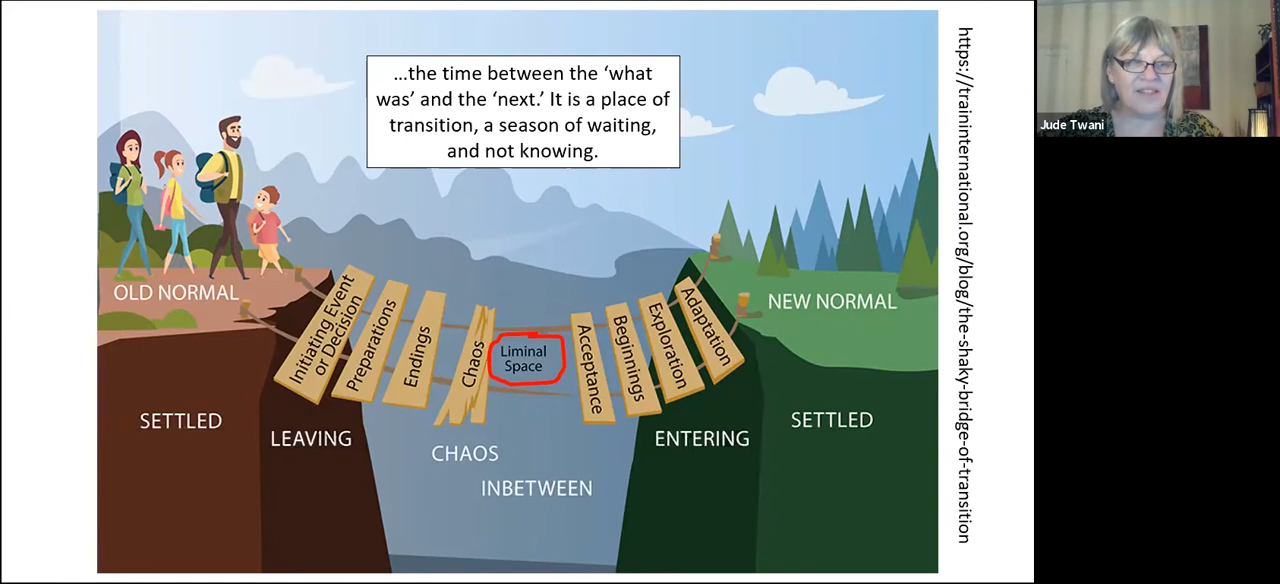 ...the time between the ‘what
was’ and the ‘next.’ It is a place of
transition, a season of waiting,
and not knowing.
OLD NORMAL
Initiating Event
or Decision
Preparations
Endings
Chaos
Liminal
Space
Acceptance
Beginnings
Exploration
Adaptation
NEW NORMAL
SETTLED
LEAVING
CHAOS
INBETWEEN
ENTERING
SETTLED
https://traininternational.org/blog/the-shaky-bridge-of-transition
Jude Twani